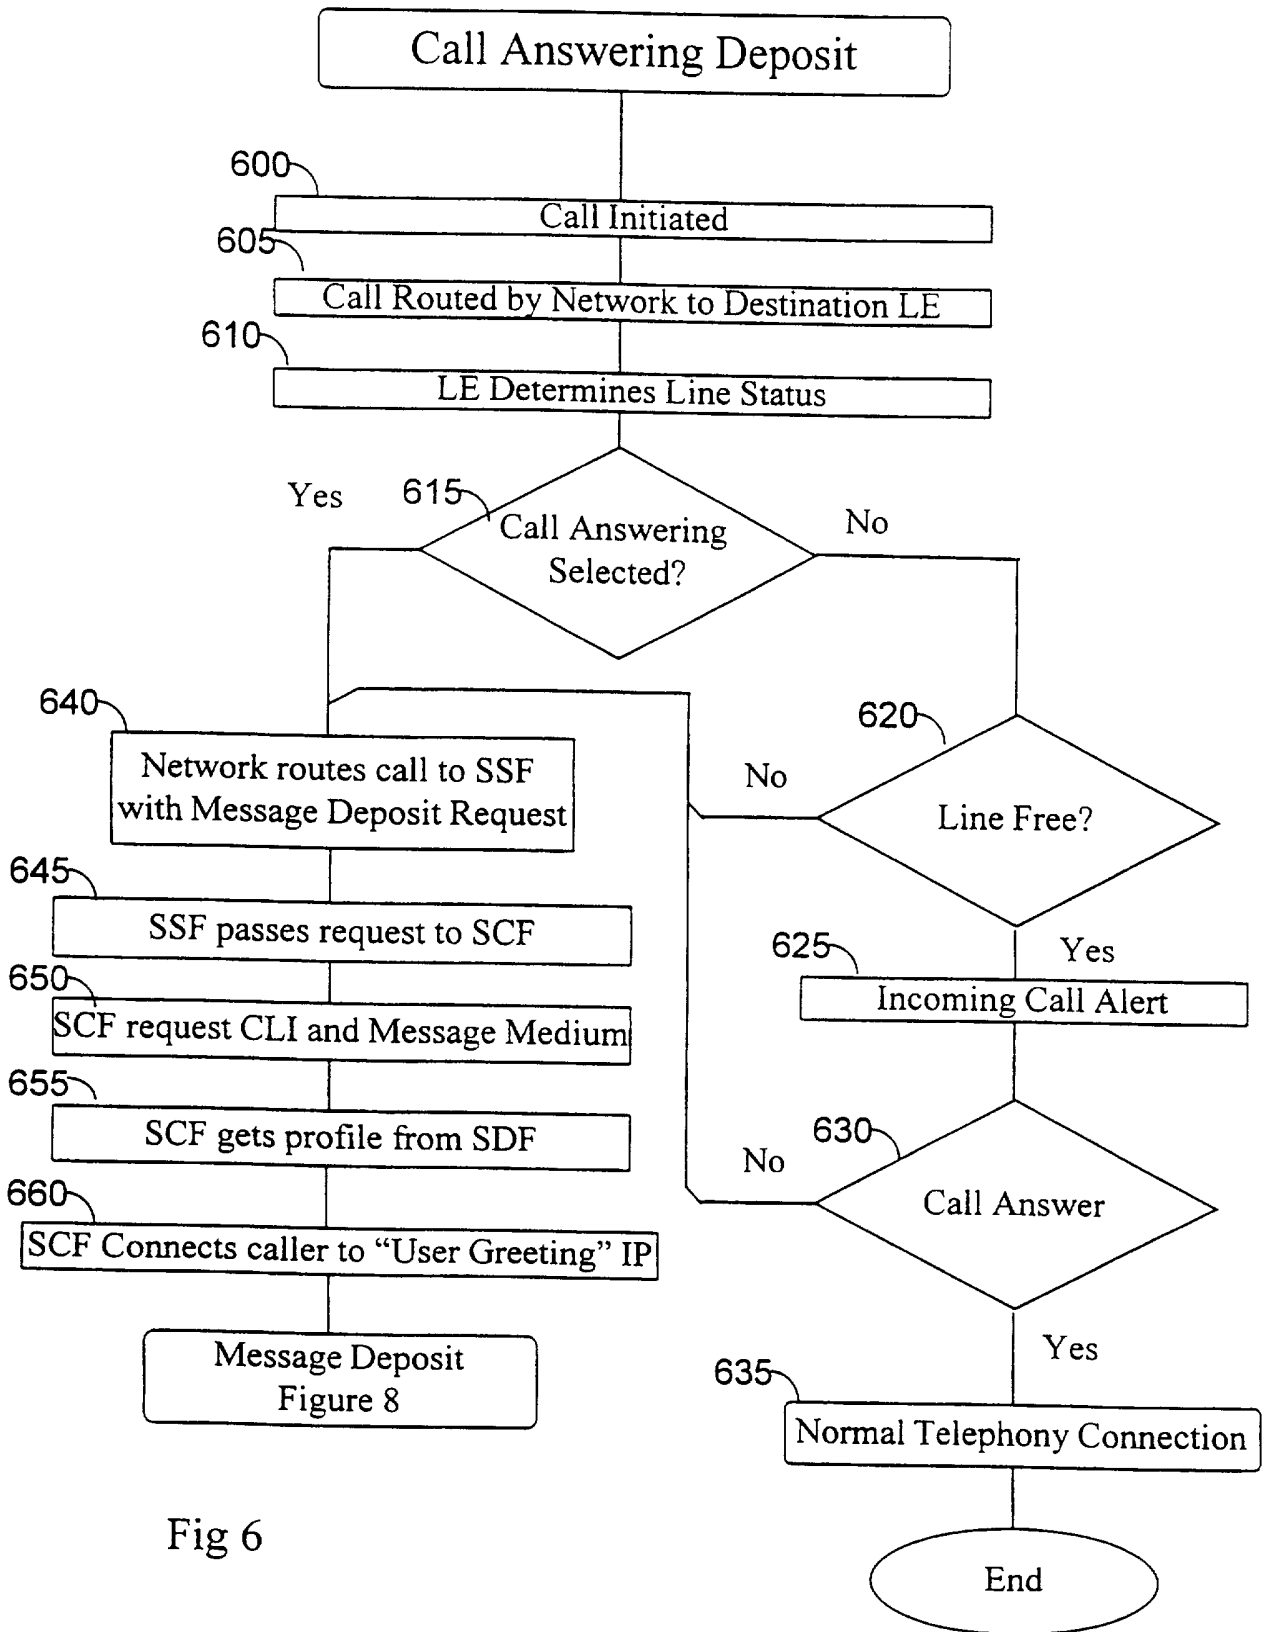 Call Answering Deposit
600
Call Initiated
605
Call Routed by Network to Destination LE
610
LE Determines Line Status
Yes
615
Call Answering
Selected?
No
640
Network routes call to SSF
with Message Deposit Request
620
No
Line Free?
645
SSF passes request to SCF
625
Yes
Incoming Call Alert
650
SCF request CLI and Message Medium
655
SCF gets profile from SDF
630
No
Call Answer
660
SCF Connects caller to “User Greeting” IP
Message Deposit
Figure 8
Yes
635
Normal Telephony Connection
End
Fig 6